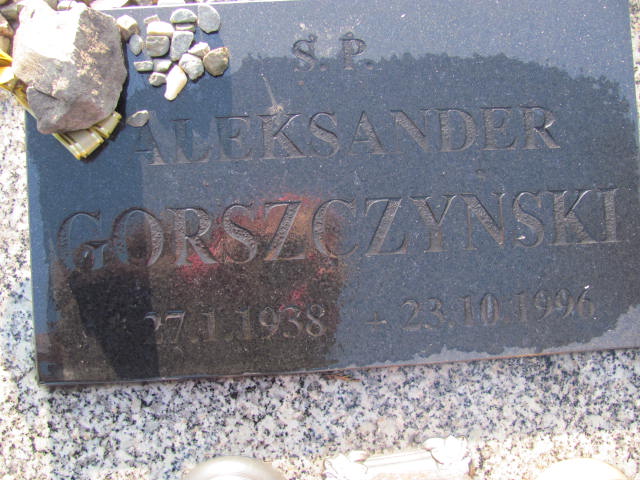 Ś.P.
ALEKSANDER
GORSZCZYNSKI
* 27.1.1938 – 23.10.1996